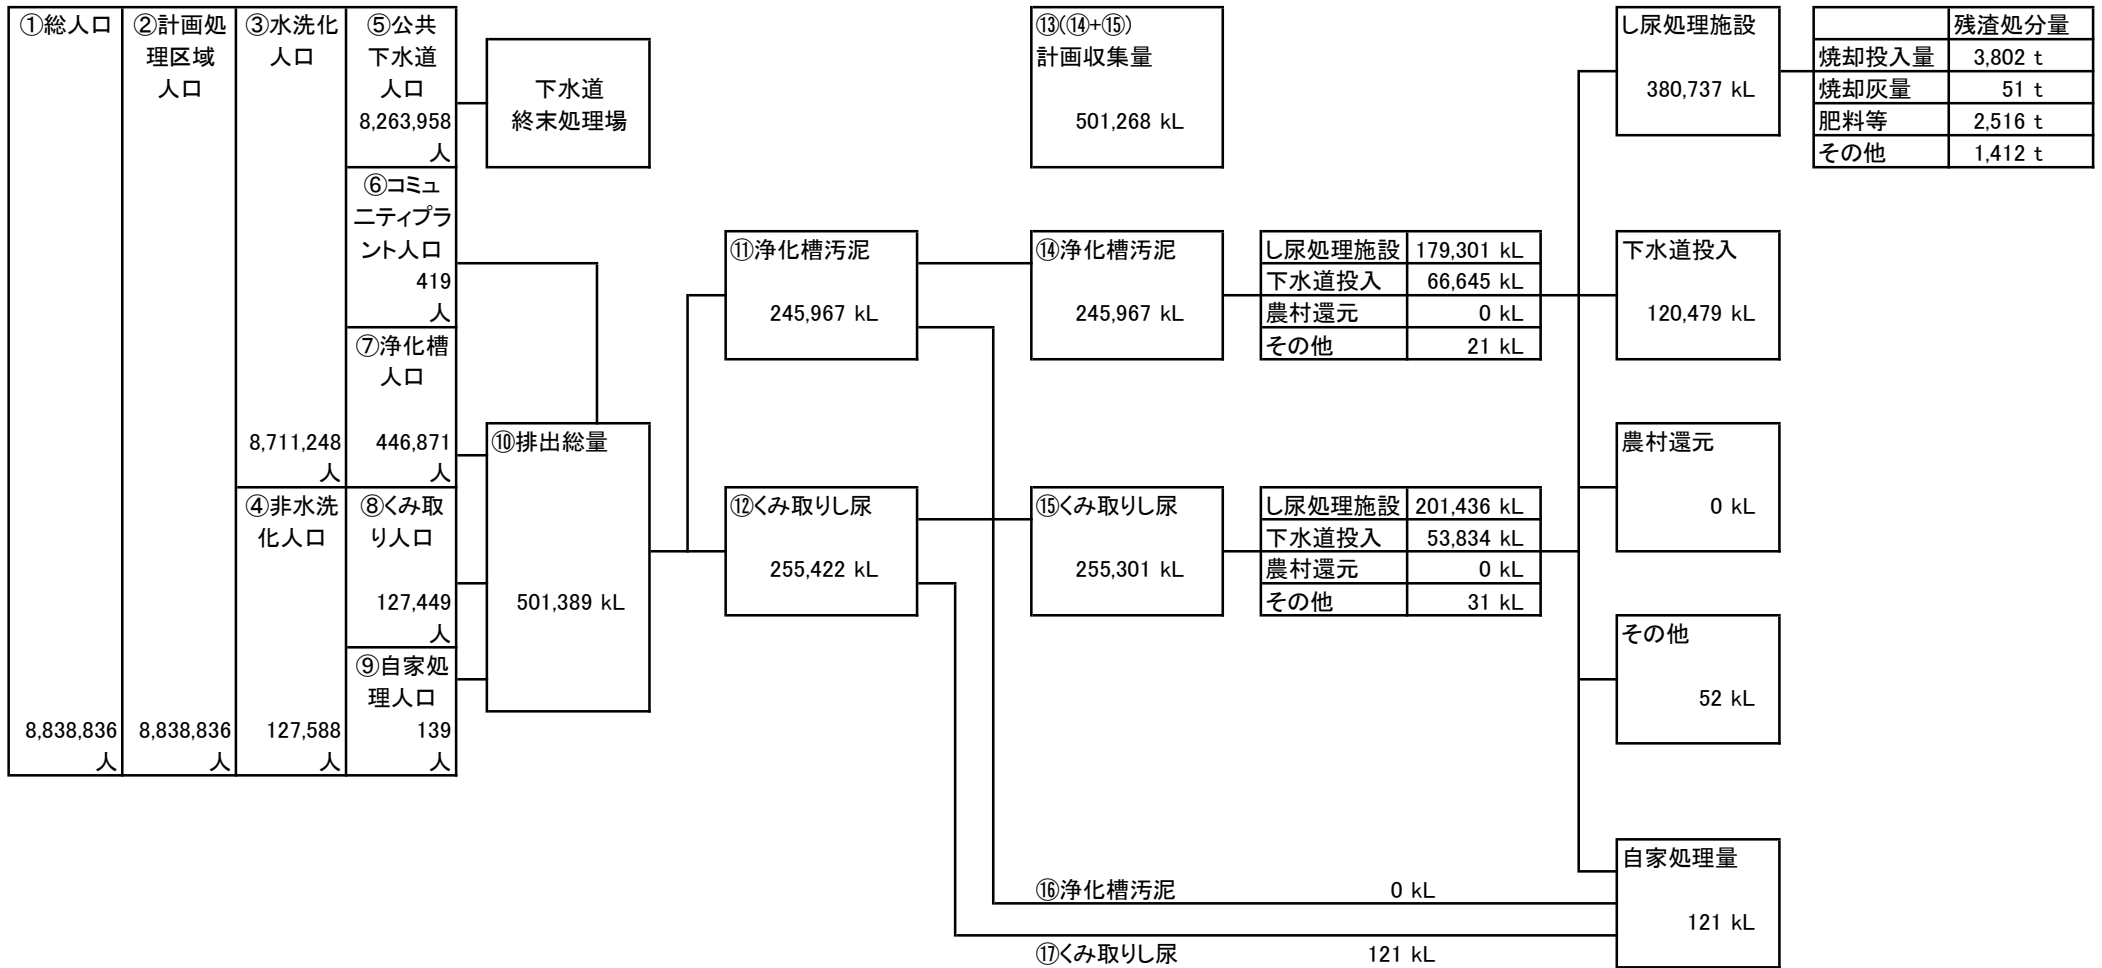 ①総人口
8,838,836
人
②計画処
理区域
人口
8,838,836
人
③水洗化
人口
8,711,248
人
④非水洗
化人口
127,588
人
⑤公共
下水道
人口
8,263,958
人
⑥コミュ
ニティプラ
ント人口
419
人
⑦浄化槽
人口
446,871
人
⑧くみ取
り人口
127,449
人
⑨自家処
理人口
139
人
下水道
終末処理場
⑩排出総量
501,389 kL
⑪浄化槽汚泥
245,967 kL
⑫くみ取りし尿
255,422 kL
⑬(⑭+⑮)
計画収集量
501,268 kL
⑭浄化槽汚泥
245,967 kL
⑮くみ取りし尿
255,301 kL
⑯浄化槽汚泥 0 kL
⑰くみ取りし尿 121 kL
し尿処理施設 179,301 kL
下水道投入 66,645 kL
農村還元 0 kL
その他 21 kL
し尿処理施設 201,436 kL
下水道投入 53,834 kL
農村還元 0 kL
その他 31 kL
し尿処理施設
380,737 kL
下水道投入
120,479 kL
農村還元
0 kL
その他
52 kL
自家処理量
121 kL
残渣処分量
焼却投入量 3,802 t
焼却灰量 51 t
肥料等 2,516 t
その他 1,412 t